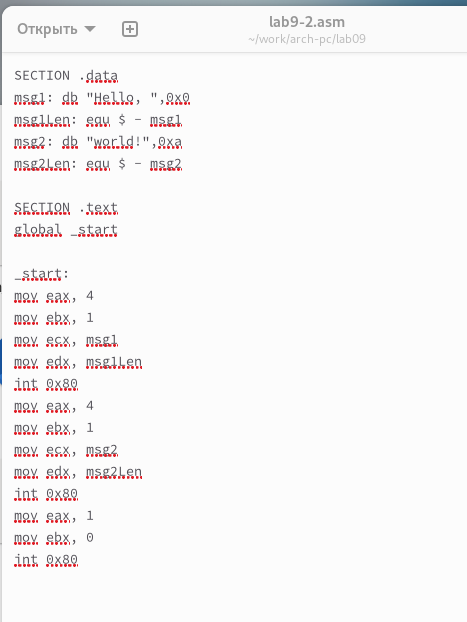 Открыть
lab9-2.asm
~/work/arch-pc/lab09
SECTION .data
msg1: db "Hello, ",0x0
msg1Len: equ $ - msg1
msg2: db "world!",0xa
msg2Len: equ $ - msg2
SECTION .text
global _start
_start:
mov eax, 4
mov ebx, 1
mov ecx, msg1
mov edx, msg1Len
int 0x80
mov eax, 4
mov ebx, 1
mov ecx, msg2
mov edx, msg2Len
int 0x80
mov eax, 1
mov ebx, 0
int 0x80